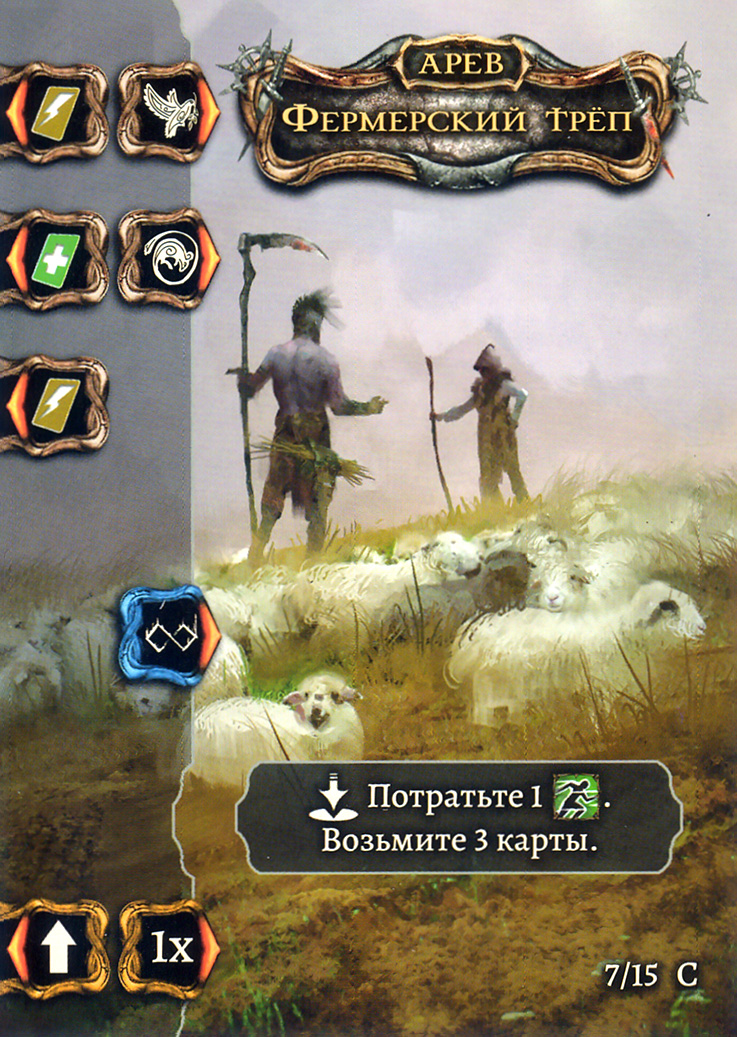 АРЕВ
Фермерский трёп
Потратьте 1 .
Возьмите 3 карты.
1x
7/15 C